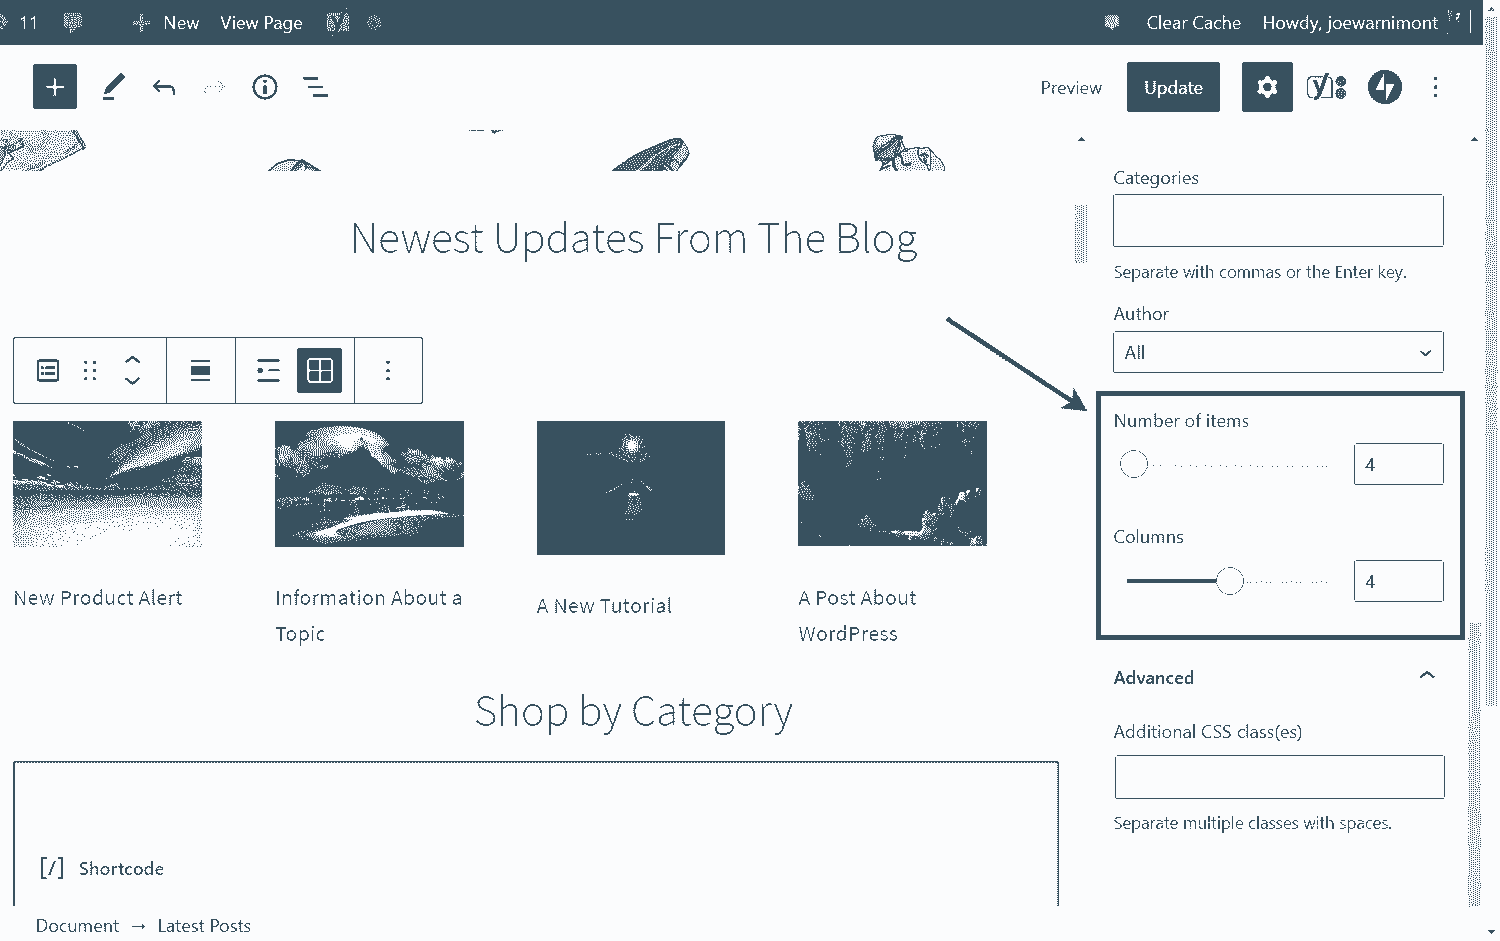 11 New View Page Clear Cache Howdy, joewarnimont
Preview Update
Newest Updates From The Blog
New Product Alert
Information About a
Topic
A New Tutorial
A Post About
WordPress
Shop by Category
[/] Shortcode
Document → Latest Posts
Categories
Separate with commas or the Enter key.
Author
All
Number of items
4
Columns
4
Advanced
Additional CSS class(es)
Separate multiple classes with spaces.